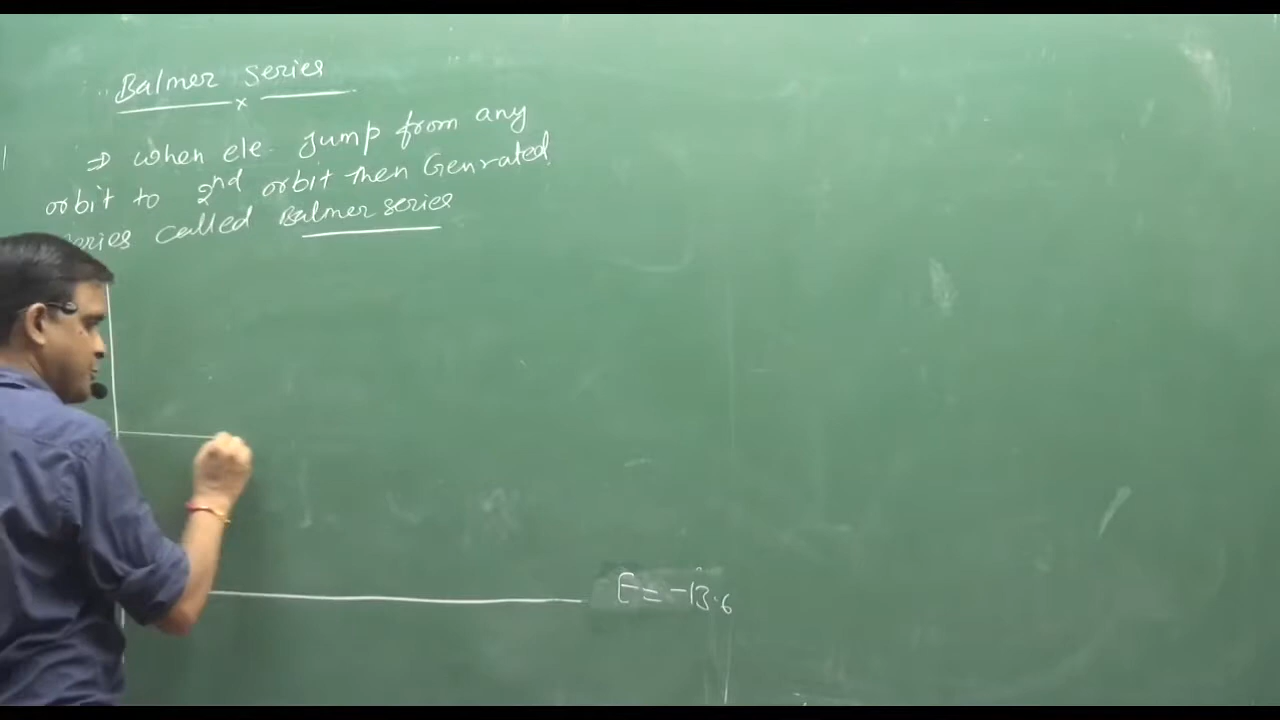 Balmer Series
⇒ when ele. Jump from any
orbit to 2nd orbit then Genrated
series called Balmer series
E = -13.6